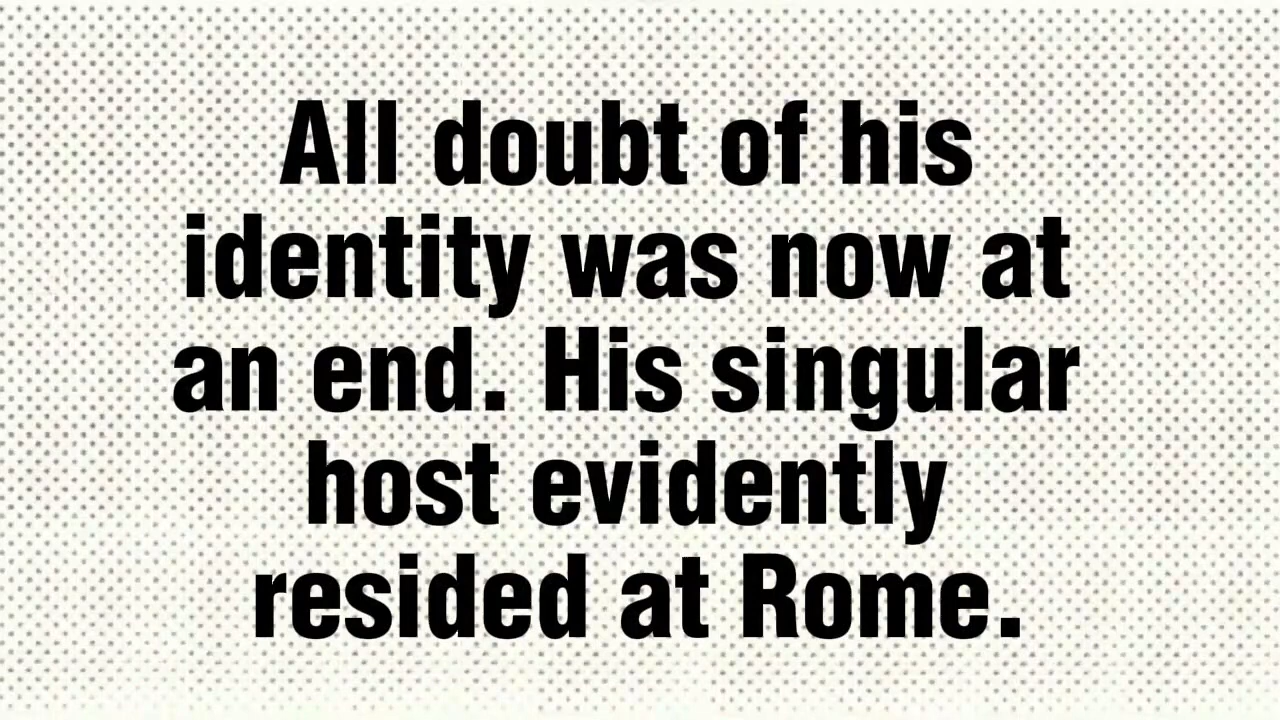 All doubt of his
identity was now at
an end. His singular
host evidently
resided at Rome.